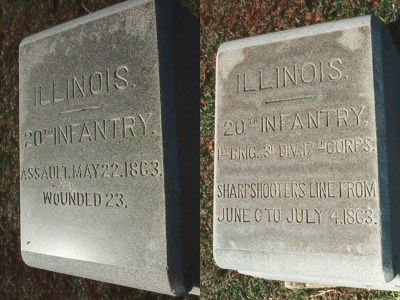 ILLINOIS.
20TH INFANTRY.
ASSAULT, MAY 22, 1863.
WOUNDED 23.
ILLINOIS.
20TH INFANTRY.
1ST BRIG., 3D DIV., 17TH CORPS.
SHARPSHOOTERS LINE FROM
JUNE TO JULY 4, 1863.